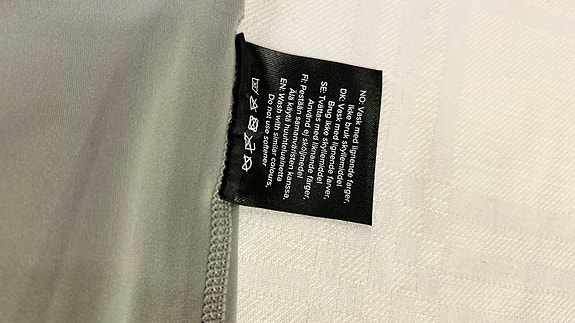 NO: Vask med lignende farger,
Ikke bruk skyllemiddel
DK: Vask med lignende farver,
Brug ikke skyllemiddel
SE: Tvättas med liknende färger,
Använd ej sköljmedel
FI: Pestään samanväristen kanssa,
Älä käytä huuhteluainetta
EN: Wash with similar colours,
Do not use softener